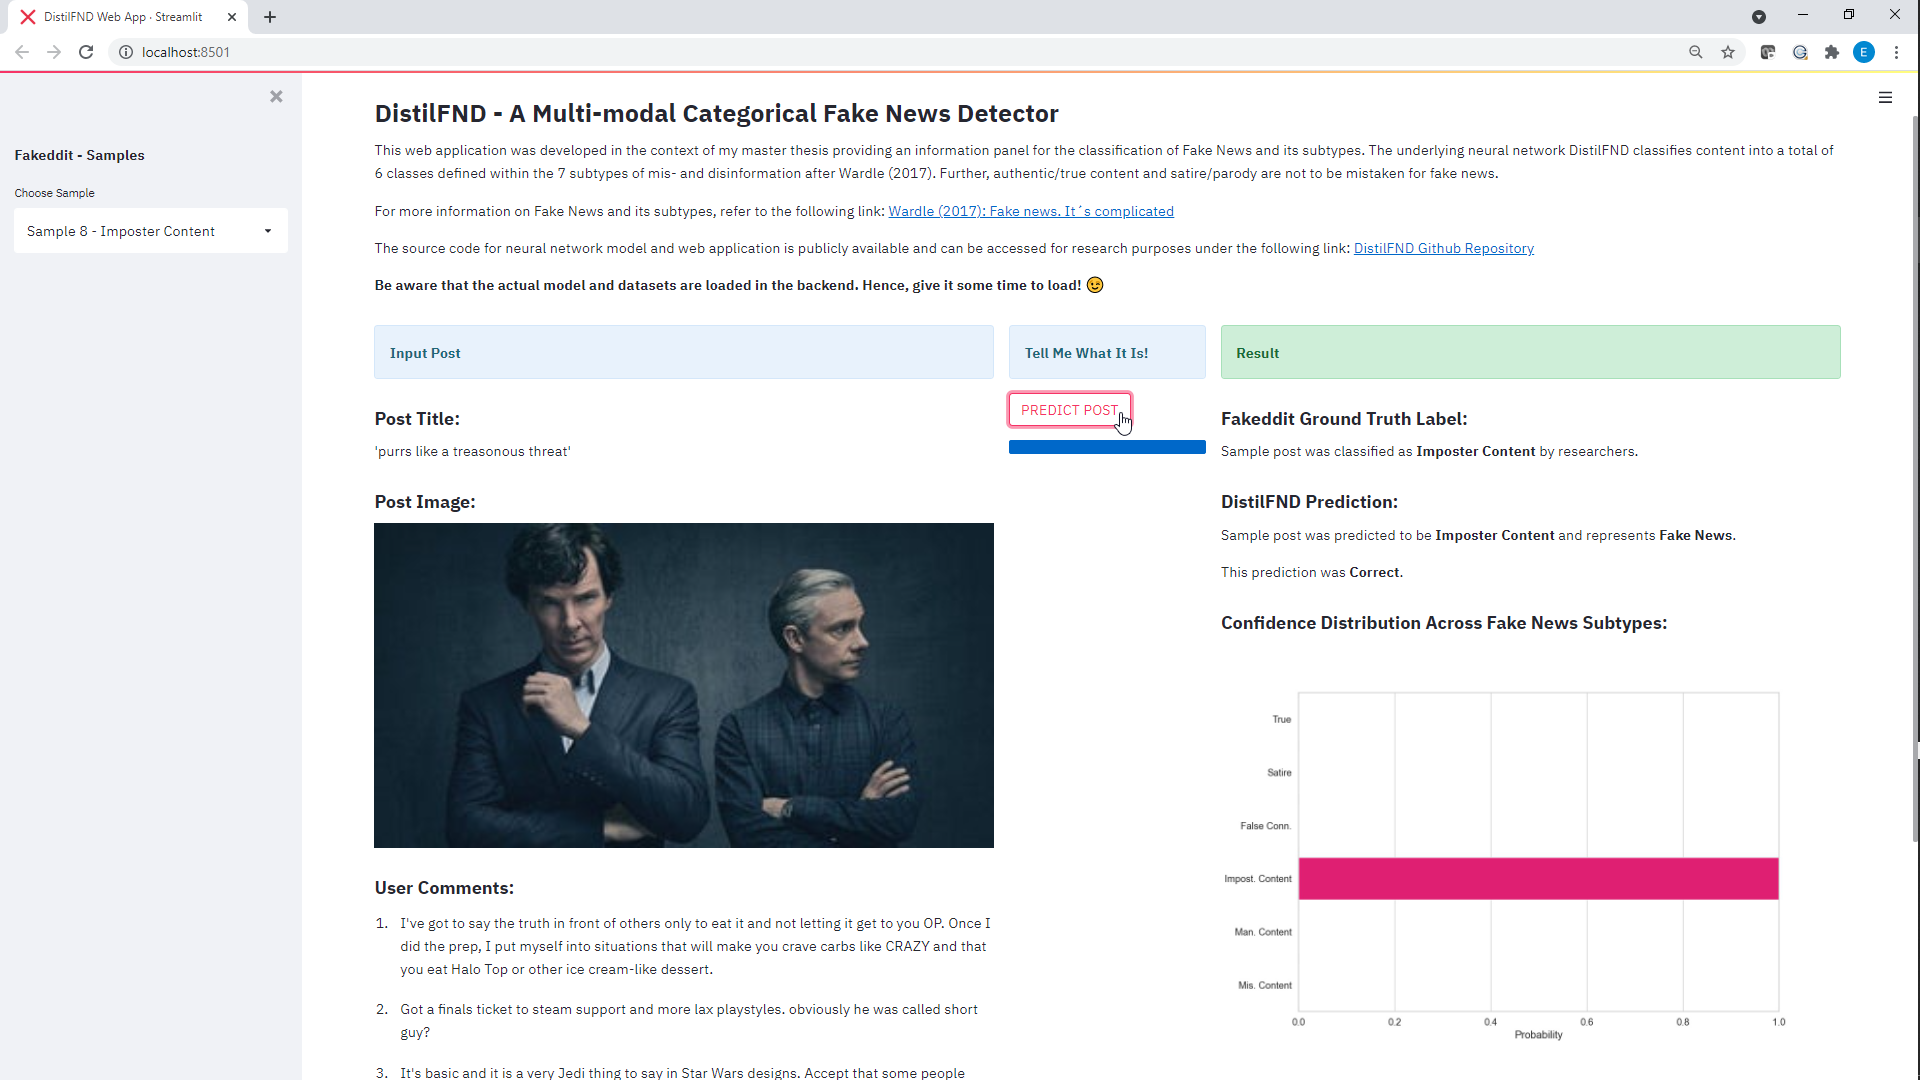 DistilFND Web App · Streamlit
localhost:8501
E
Fakeddit - Samples
Choose Sample
Sample 8 - Imposter Content
DistilFND - A Multi-modal Categorical Fake News Detector
This web application was developed in the context of my master thesis providing an information panel for the classification of Fake News and its subtypes. The underlying neural network DistilFND classifies content into a total of
6 classes defined within the 7 subtypes of mis- and disinformation after Wardle (2017). Further, authentic/true content and satire/parody are not to be mistaken for fake news.
For more information on Fake News and its subtypes, refer to the following link: Wardle (2017): Fake news. It´s complicated
The source code for neural network model and web application is publicly available and can be accessed for research purposes under the following link: DistilFND Github Repository
Be aware that the actual model and datasets are loaded in the backend. Hence, give it some time to load! 😉
Input Post
Post Title:
'purrs like a treasonous threat'
Post Image:
User Comments:
1. I've got to say the truth in front of others only to eat it and not letting it get to you OP. Once I
did the prep, I put myself into situations that will make you crave carbs like CRAZY and that
you eat Halo Top or other ice cream-like dessert.
2. Got a finals ticket to steam support and more lax playstyles. obviously he was called short
guy?
3. It's basic and it is a very Jedi thing to say in Star Wars designs. Accept that some people
Tell Me What It Is!
PREDICT POST
Result
Fakeddit Ground Truth Label:
Sample post was classified as Imposter Content by researchers.
DistilFND Prediction:
Sample post was predicted to be Imposter Content and represents Fake News.
This prediction was Correct.
Confidence Distribution Across Fake News Subtypes:
True
Satire
False Conn.
Impost. Content
Man. Content
Mis. Content
0.0 0.2 0.4 0.6 0.8 1.0
Probability